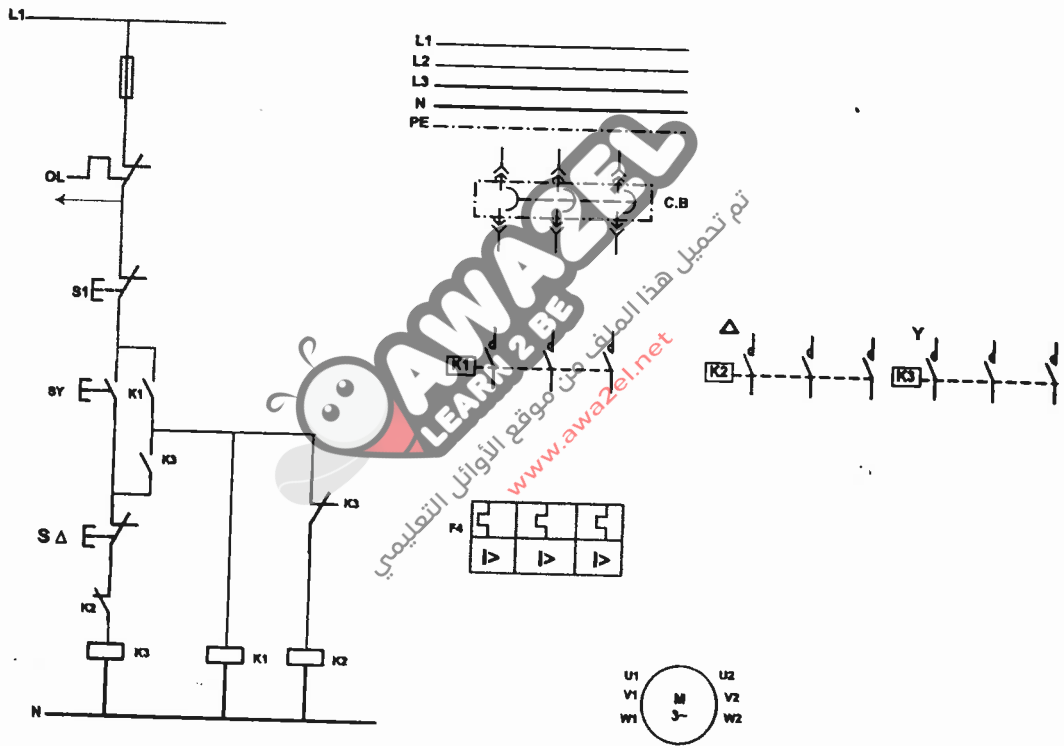 L1
OL
S1
SY
K1
K3
S Δ
K2
K3
K1
K3
K2
N
L1
L2
L3
N
PE
C.B
K1
Δ
K2
Y
K3
F4
I> I> I>
U1 U2
V1 M V2
W1 3~ W2
AWA2EL
LEARN 2 BE
تم تحميل هذا الملف من موقع الأوائل التعليمي
www.awa2el.net